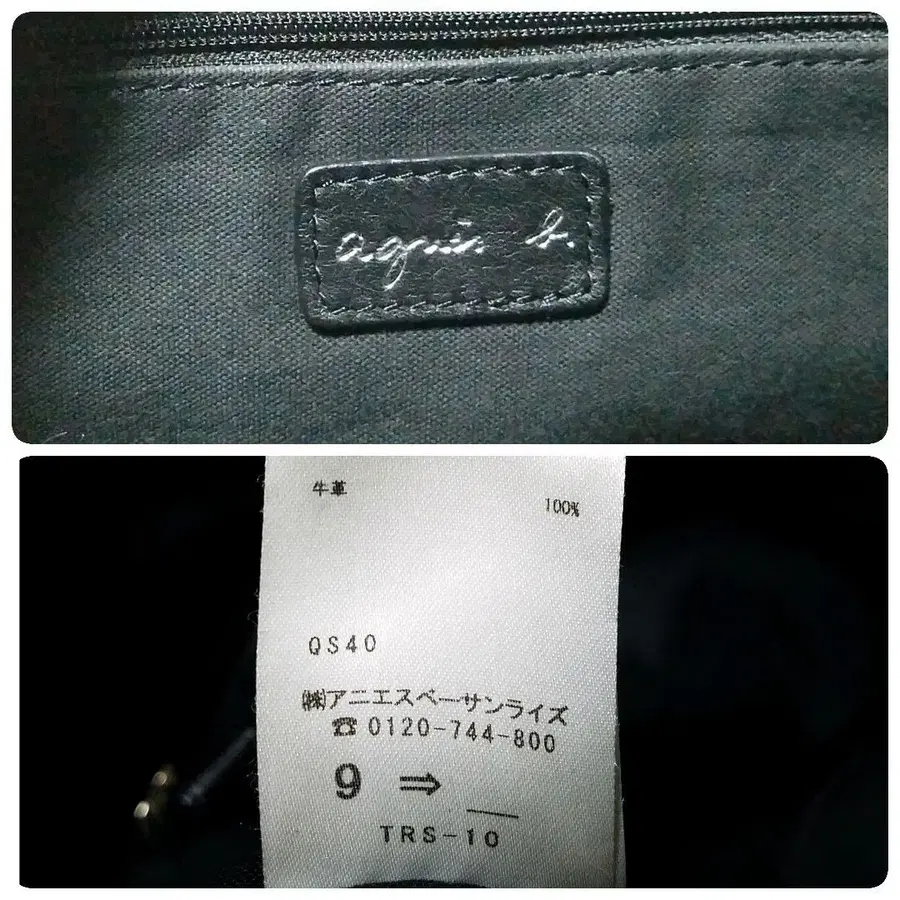 agnès b.
牛革
100%
QS40
㈱アニエスベーサンライズ
☎0120-744-800
9 ⇒
TRS-10